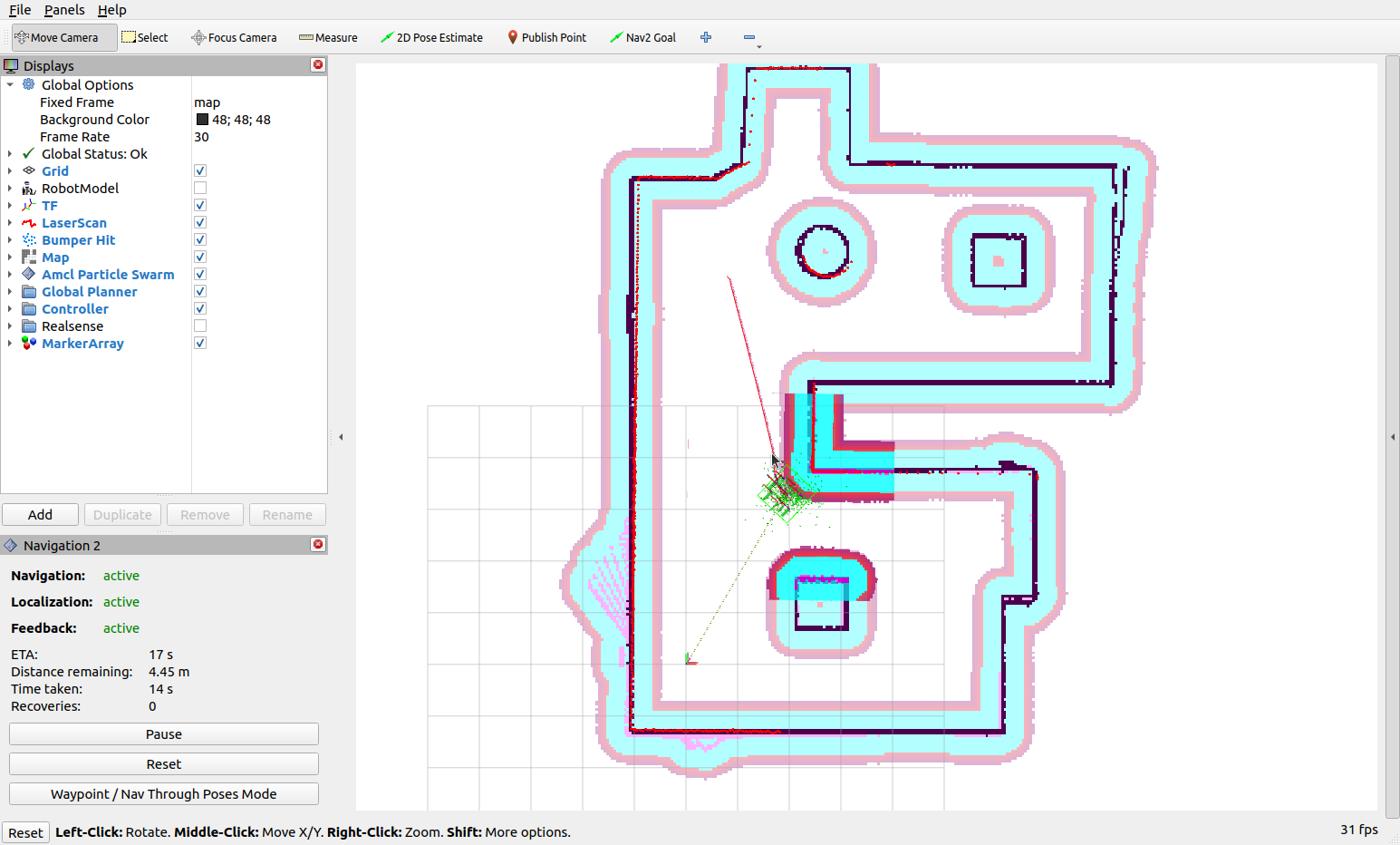 File Panels Help
Move Camera Select Focus Camera Measure 2D Pose Estimate Publish Point Nav2 Goal
Displays
Global Options
Fixed Frame map
Background Color 48; 48; 48
Frame Rate 30
Global Status: Ok
Grid
RobotModel
TF
LaserScan
Bumper Hit
Map
Amcl Particle Swarm
Global Planner
Controller
Realsense
MarkerArray
Add Duplicate Remove Rename
Navigation 2
Navigation: active
Localization: active
Feedback: active
ETA: 17 s
Distance remaining: 4.45 m
Time taken: 14 s
Recoveries: 0
Pause
Reset
Waypoint / Nav Through Poses Mode
Reset Left-Click: Rotate. Middle-Click: Move X/Y. Right-Click: Zoom. Shift: More options. 31 fps